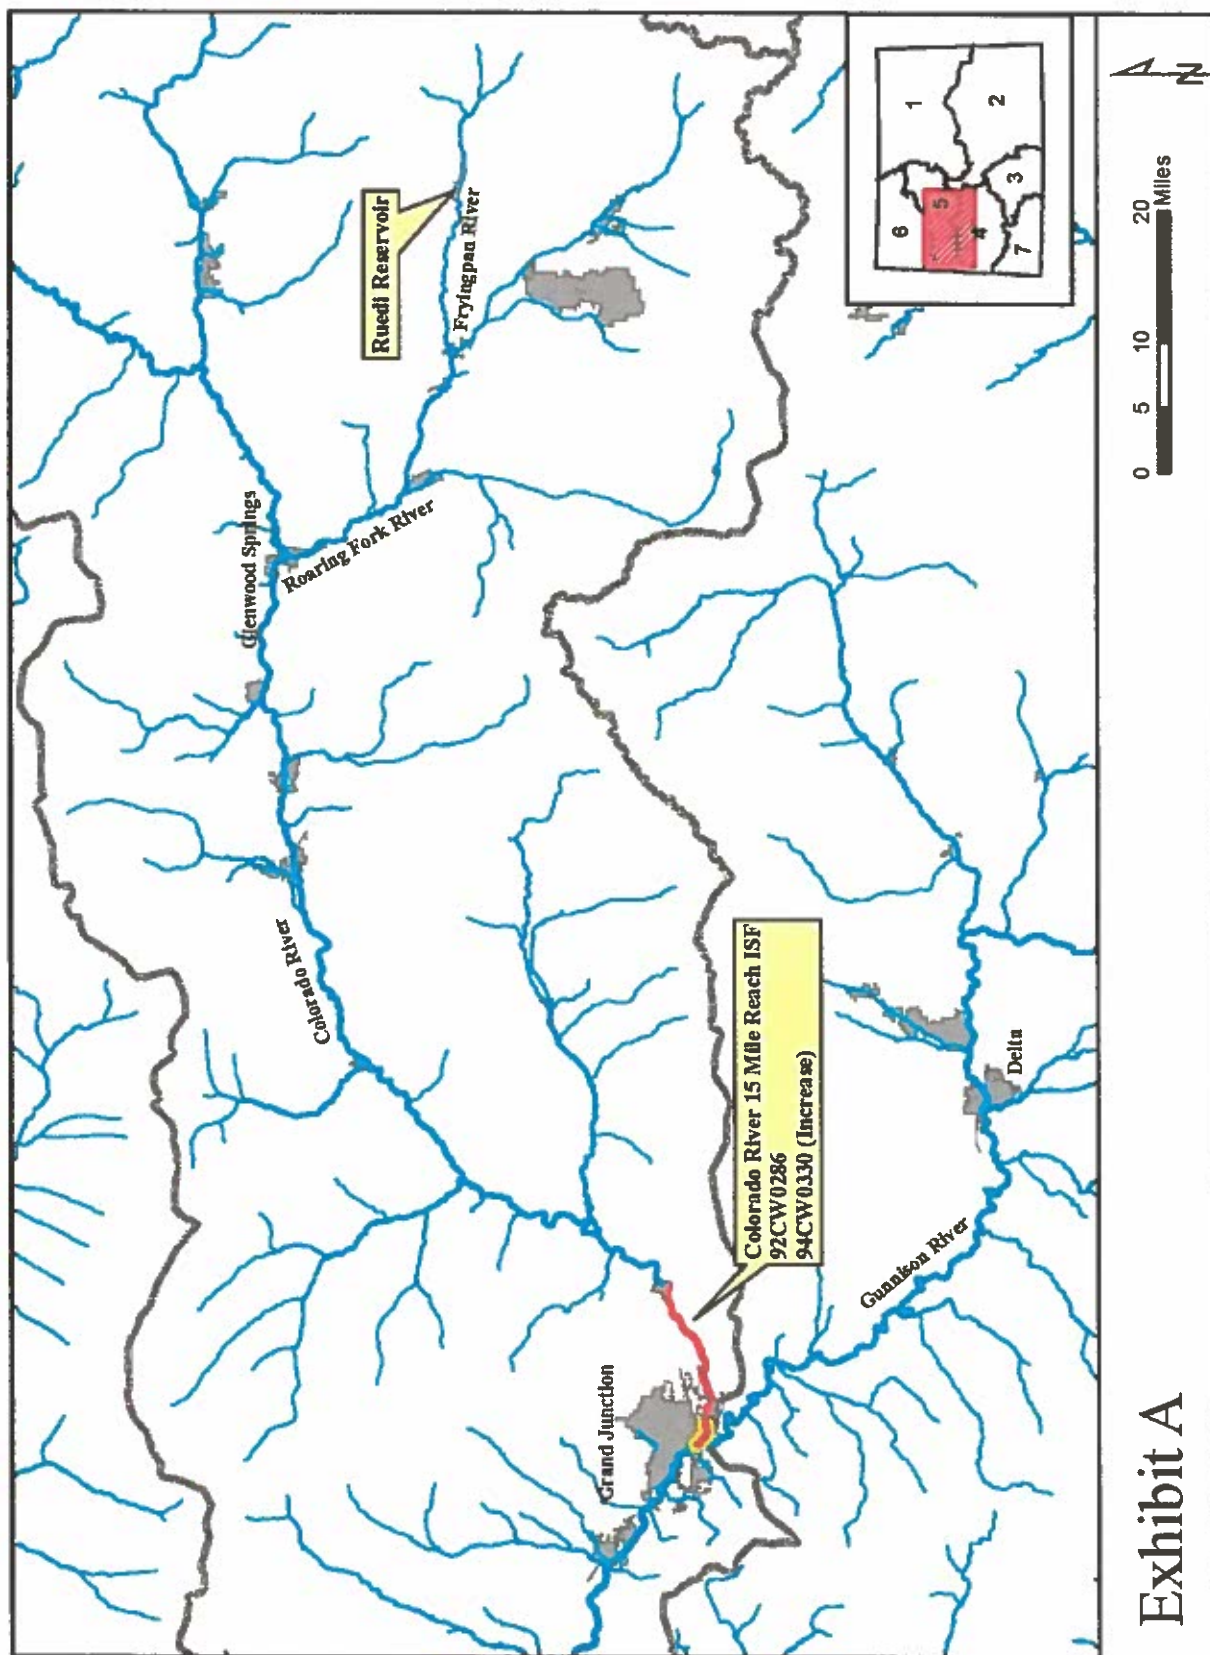 Glenwood Springs
Roaring Fork River
Ruedi Reservoir
Fryingpan River
Colorado River
Grand Junction
Colorado River 15 Mile Reach ISF
92CW0286
94CW0330 (Increase)
Gunnison River
Delta
6
5
1
4
2
7
3
Exhibit A
0 5 10 20 Miles
N